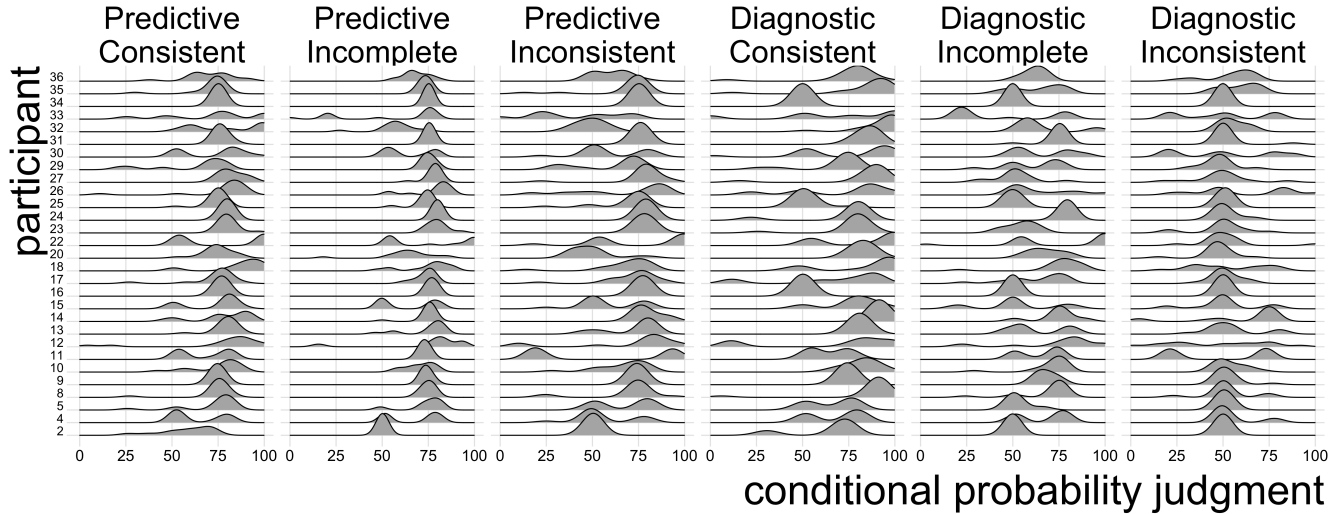 Predictive Consistent
Predictive Incomplete
Predictive Inconsistent
Diagnostic Consistent
Diagnostic Incomplete
Diagnostic Inconsistent
participant
36
35
34
33
32
31
30
29
27
26
25
24
23
22
20
18
17
16
15
14
13
12
11
10
9
8
5
4
2
0 25 50 75 100
0 25 50 75 100
0 25 50 75 100
0 25 50 75 100
0 25 50 75 100
0 25 50 75 100
conditional probability judgment